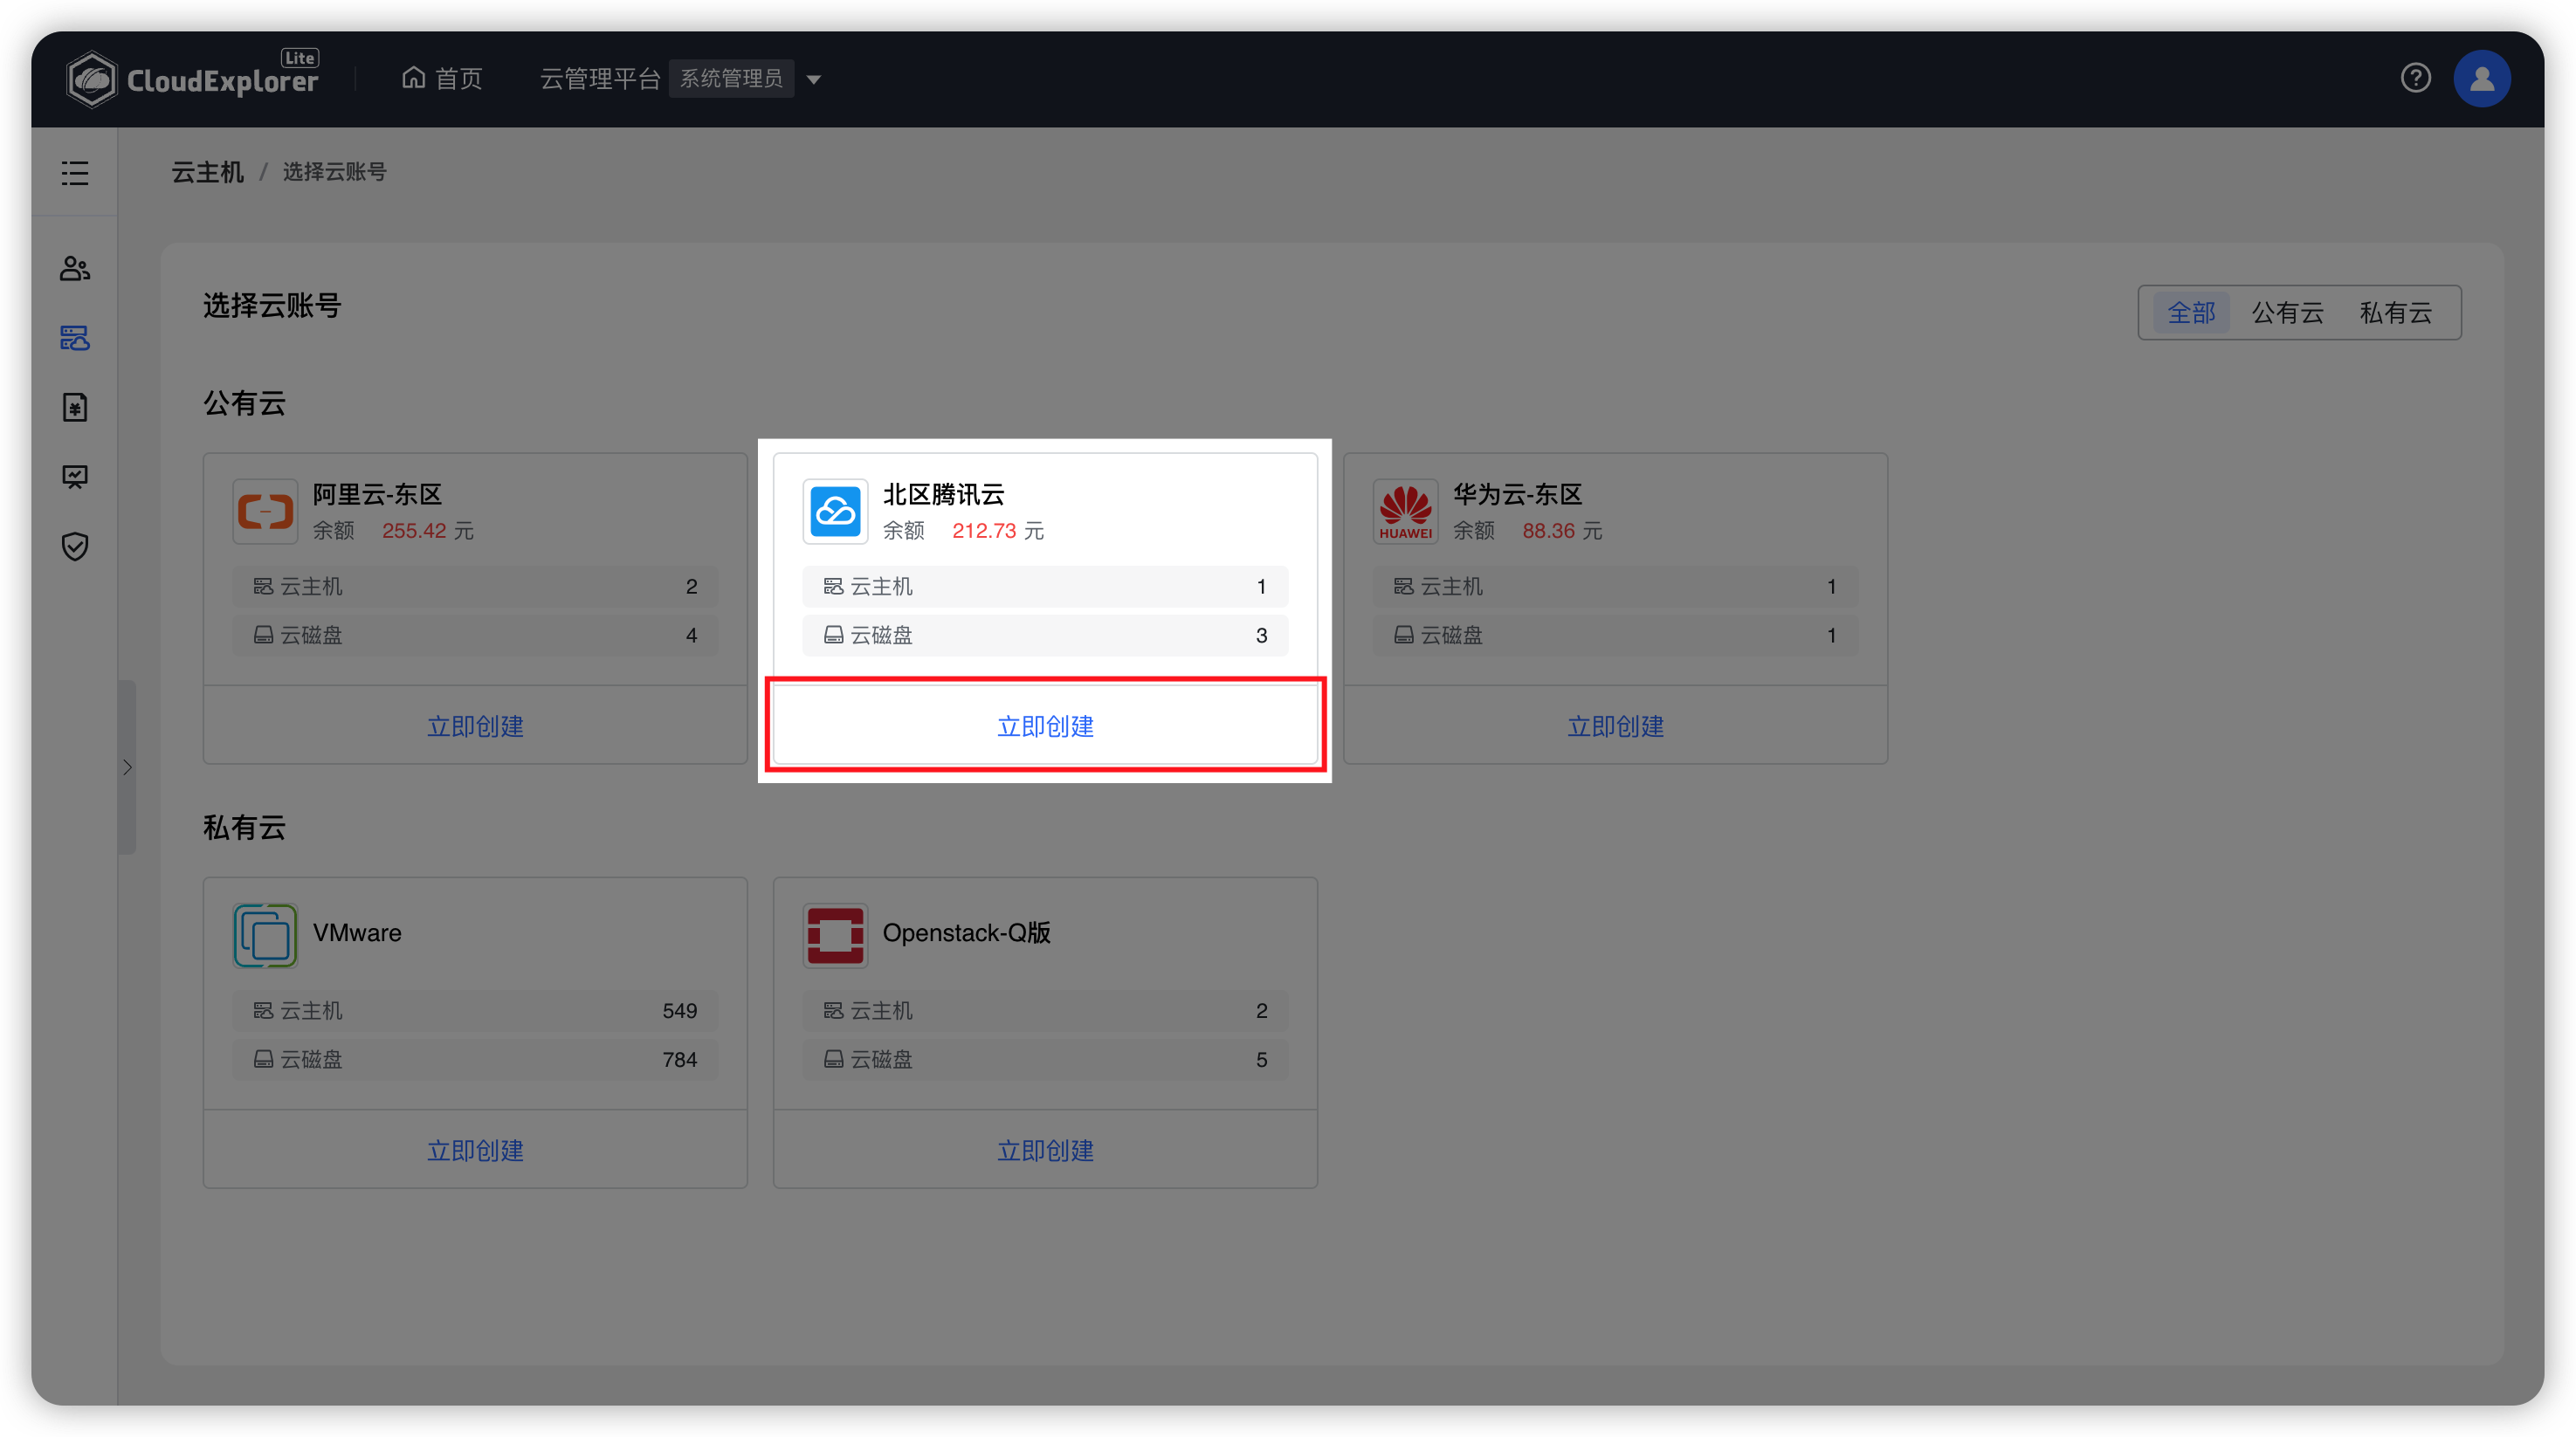 CloudExplorer Lite
首页
云管理平台 系统管理员
云主机 / 选择云账号
选择云账号
全部 公有云 私有云
公有云
阿里云-东区
余额 255.42 元
云主机 2
云磁盘 4
立即创建
北区腾讯云
余额 212.73 元
云主机 1
云磁盘 3
立即创建
HUAWEI
华为云-东区
余额 88.36 元
云主机 1
云磁盘 1
立即创建
私有云
VMware
云主机 549
云磁盘 784
立即创建
Openstack-Q版
云主机 2
云磁盘 5
立即创建